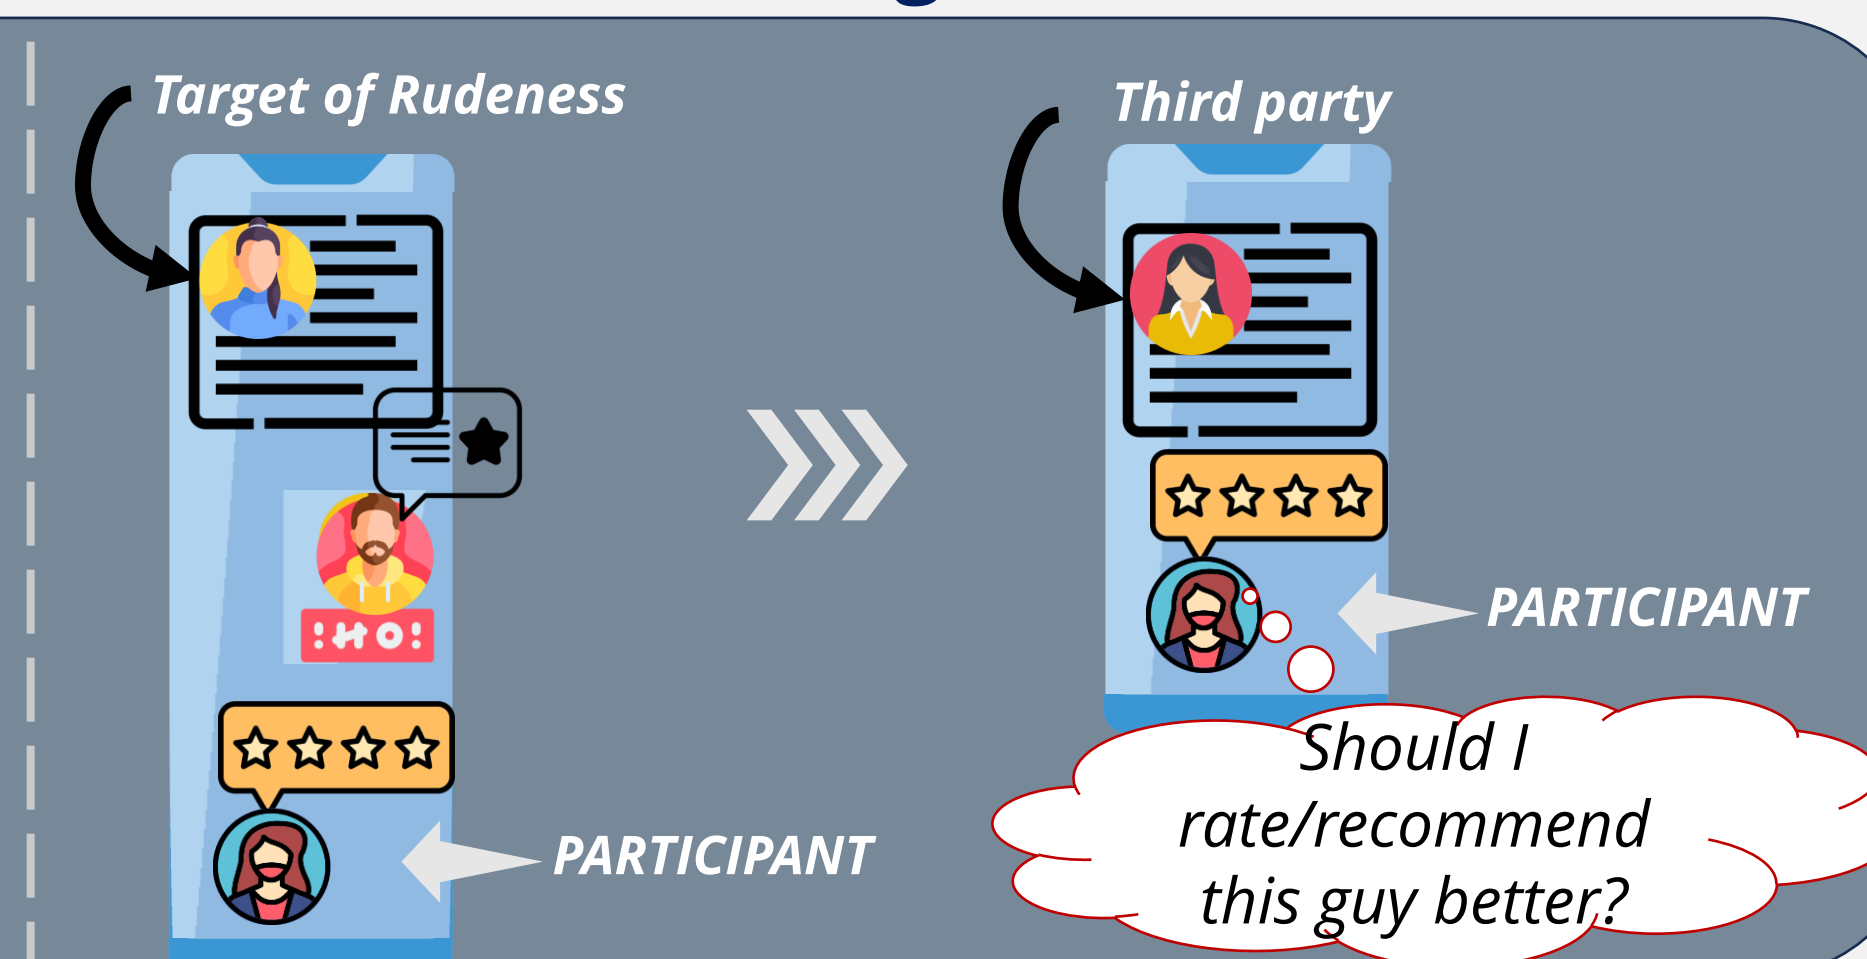 Target of Rudeness
Third party
PARTICIPANT
PARTICIPANT
Should I
rate/recommend
this guy better?